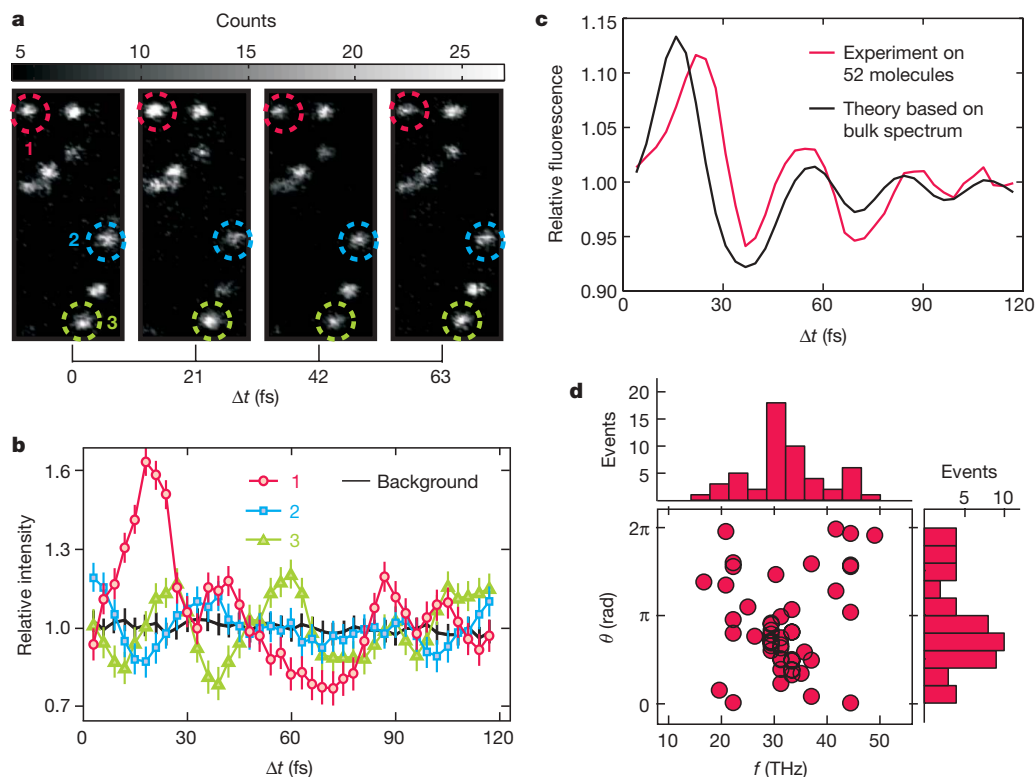 a
Counts
5 10 15 20 25
1
2
3
0 21 42 63
Δt (fs)
b
1.6
1.3
1.0
0.7
Relative intensity
1
2
3
Background
0 30 60 90 120
Δt (fs)
c
1.15
1.10
1.05
1.00
0.95
0.90
Relative fluorescence
Experiment on
52 molecules
Theory based on
bulk spectrum
0 30 60 90 120
Δt (fs)
d
20
15
10
5
Events
Events
5 10
2π
π
0
θ (rad)
10 20 30 40 50
f (THz)